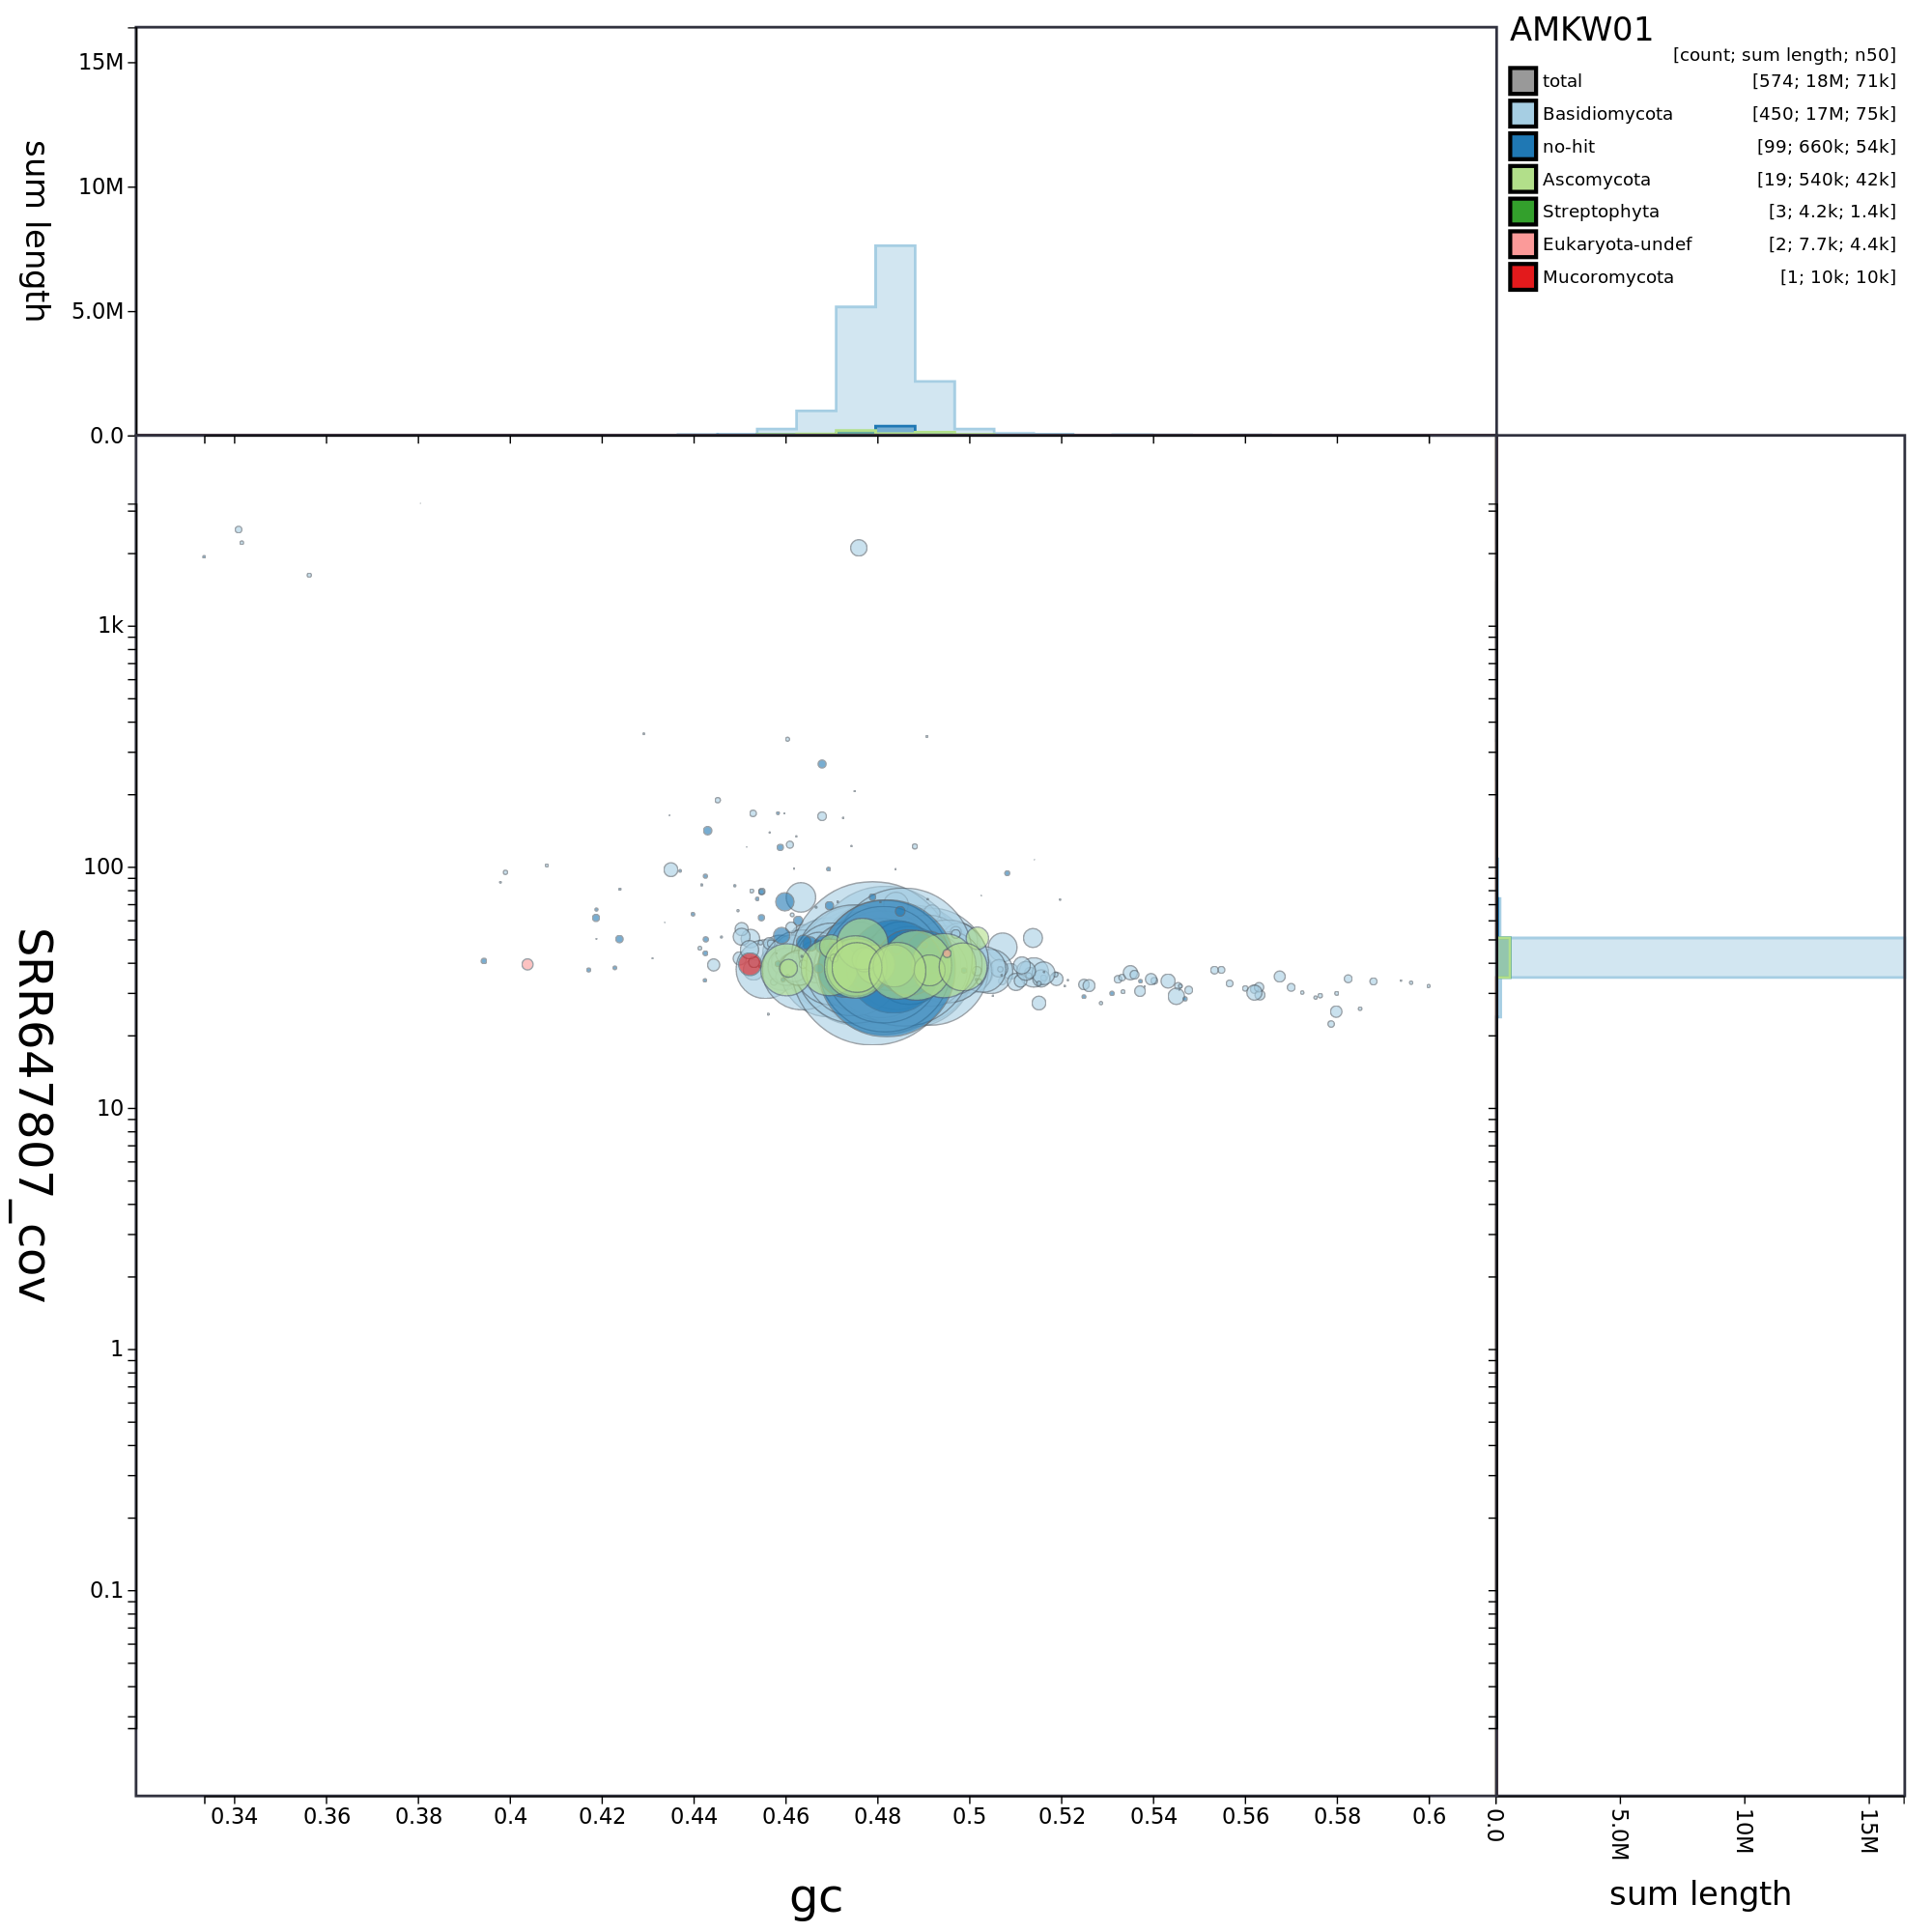 AMKW01
[count; sum length; n50]
total [574; 18M; 71k]
Basidiomycota [450; 17M; 75k]
no-hit [99; 660k; 54k]
Ascomycota [19; 540k; 42k]
Streptophyta [3; 4.2k; 1.4k]
Eukaryota-undef [2; 7.7k; 4.4k]
Mucoromycota [1; 10k; 10k]
sum length
15M
10M
5.0M
0.0
SRR647807_cov
1k
100
10
1
0.1
0.34 0.36 0.38 0.4 0.42 0.44 0.46 0.48 0.5 0.52 0.54 0.56 0.58 0.6
gc
0.0 5.0M 10M 15M
sum length